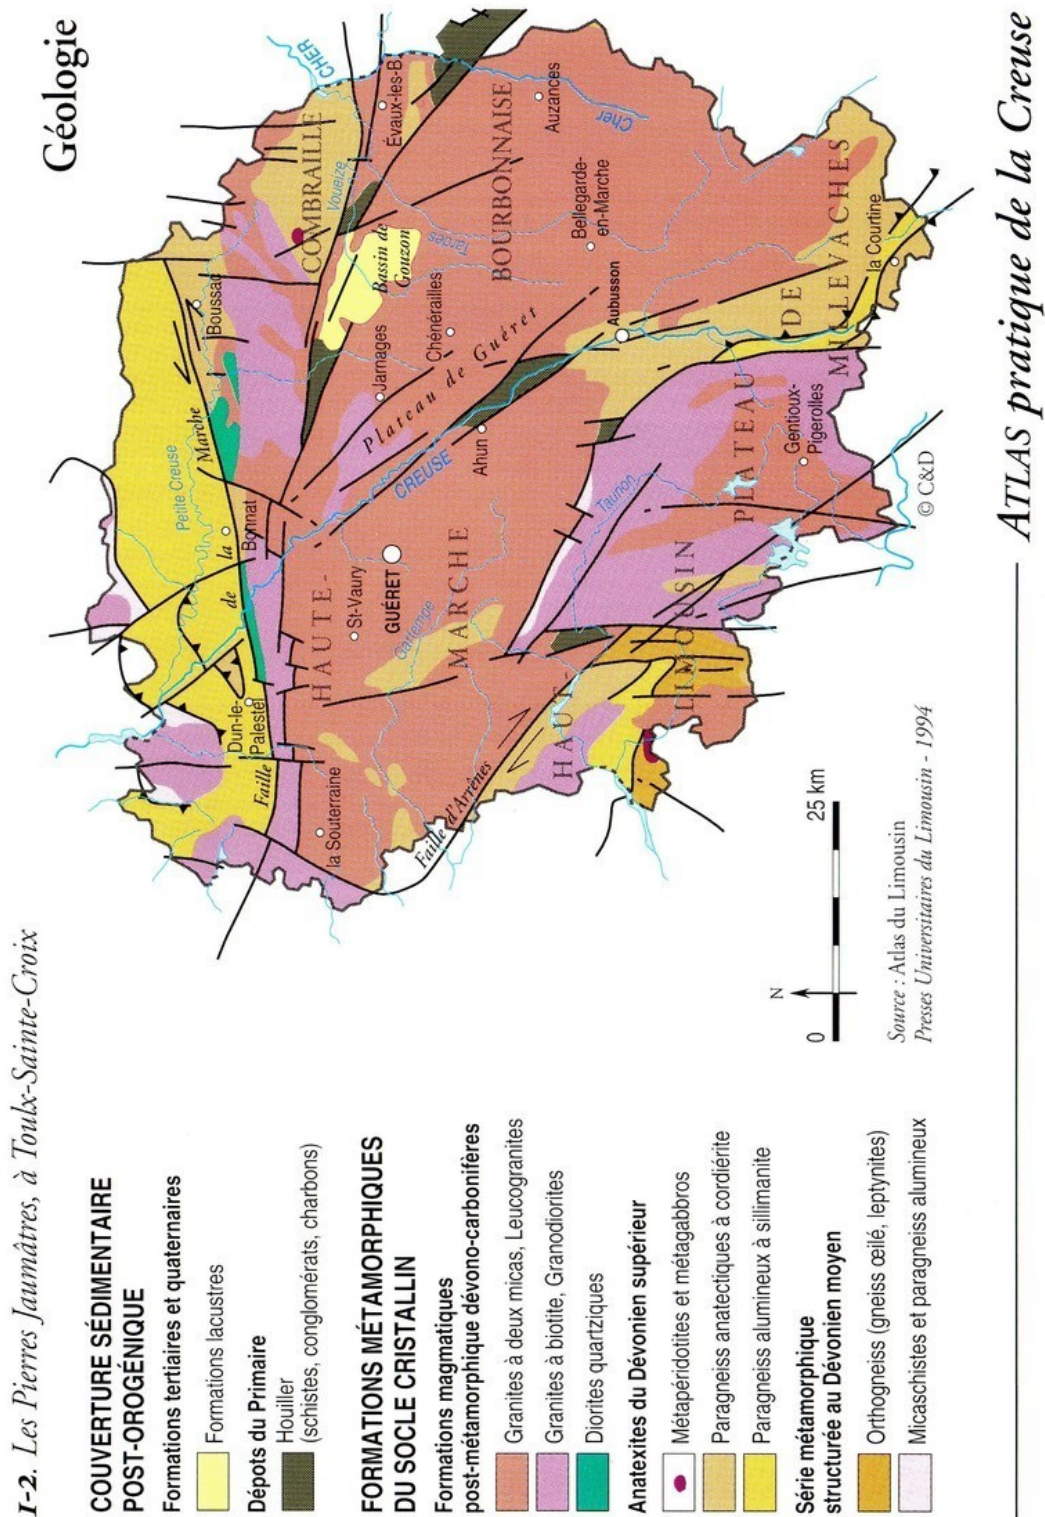 1-2. Les Pierres Jaumâtres, à Toulx-Sainte-Croix
Géologie
COUVERTURE SÉDIMENTAIRE
POST-OROGÉNIQUE
Formations tertiaires et quaternaires
Formations lacustres
Dépots du Primaire
Houiller
(schistes, conglomérats, charbons)
FORMATIONS MÉTAMORPHIQUES
DU SOCLE CRISTALLIN
Formations magmatiques
post-métamorphique dévono-carbonifères
Granites à deux micas, Leucogranites
Granites à biotite, Granodiorites
Diorites quartziques
Anatexites du Dévonien supérieur
Métapéridotites et métagabbros
Paragneiss anatectiques à cordiérite
Paragneiss alumineux à sillimanite
Série métamorphique
structurée au Dévonien moyen
Orthogneiss (gneiss œillé, leptynites)
Micaschistes et paragneiss alumineux
CHER
Petite Creuse
Boussac
COMBRAILLE
Voueize
Évaux-les-B.
Faille de la Marche
Dun-le-
Palestel
Bonnat
Bassin de
Gouzon
Tardes
la Souterraine
HAUTE-
MARCHE
St-Vaury
GUÉRET
Jarnages
Plateau de Guéret
Chénérailles
BOURBONNAISE
Auzances
Cher
CREUSE
Gartempe
Ahun
Bellegarde-
en-Marche
Aubusson
Faille d'Arrènes
Taurion
HAUT-
LIMOUSIN
PLATEAU
DE
MILLEVACHES
Gentioux-
Pigerolles
la Courtine
© C&D
N
0
25 km
Source : Atlas du Limousin
Presses Universitaires du Limousin - 1994
ATLAS pratique de la Creuse